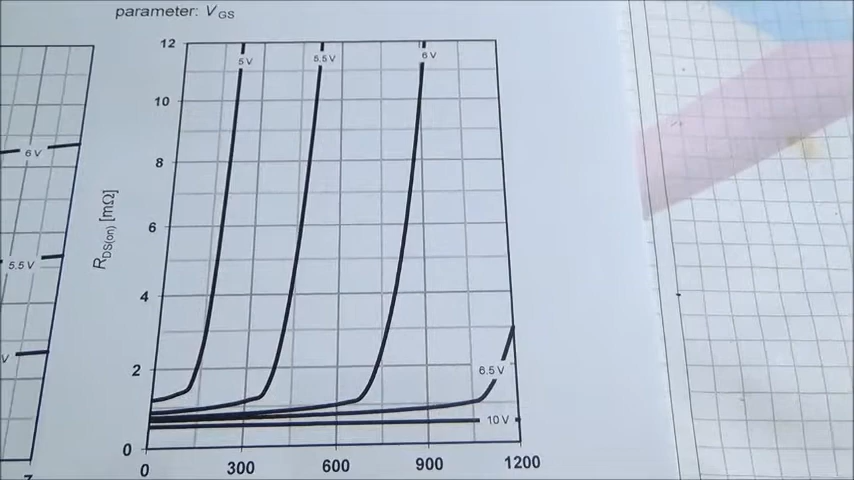 parameter: VGS
12
5 V
5.5 V
6 V
10
8
6 V
RDS(on) [mΩ]
6
5.5 V
4
V
2
6.5 V
10 V
0
0
300
600
900
1200